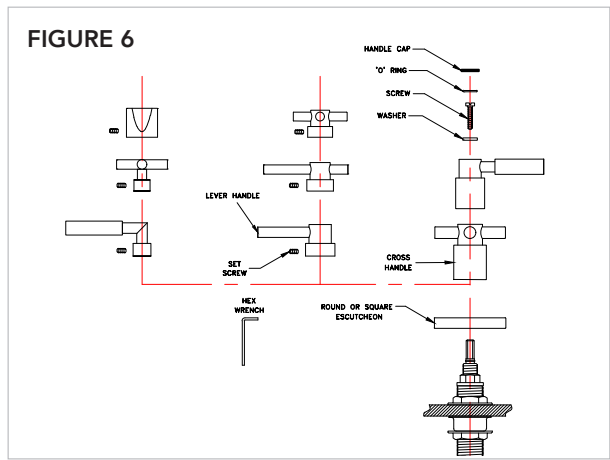 FIGURE 6
HANDLE CAP
"O" RING
SCREW
WASHER
LEVER HANDLE
SET
SCREW
CROSS
HANDLE
HEX
WRENCH
ROUND OR SQUARE
ESCUTCHEON